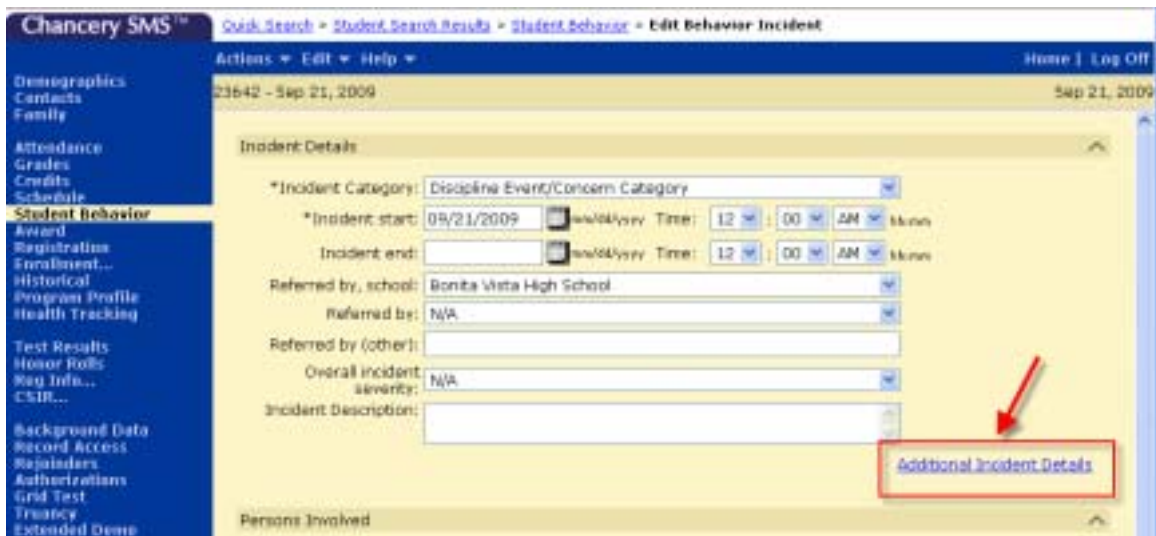 Chancery SMS™
Quick Search » Student Search Results » Student Behavior » Edit Behavior Incident
Actions Edit Help Home | Log Off
23642 - Sep 21, 2009 Sep 21, 2009
Demographics
Contacts
Family
Attendance
Grades
Credits
Schedule
Student Behavior
Award
Registration
Enrollment...
Historical
Program Profile
Health Tracking
Test Results
Honor Rolls
Reg Info...
CSIR...
Background Data
Record Access
Rejoinders
Authorizations
Grid Test
Truancy
Extended Demo
Incident Details
*Incident Category: Discipline Event/Concern Category
*Incident start: 09/21/2009 mm/dd/yyyy Time: 12 : 00 AM hh:mm
Incident end: mm/dd/yyyy Time: 12 : 00 AM hh:mm
Referred by, school: Bonita Vista High School
Referred by: N/A
Referred by (other):
Overall incident
severity: N/A
Incident Description:
Additional Incident Details
Persons Involved